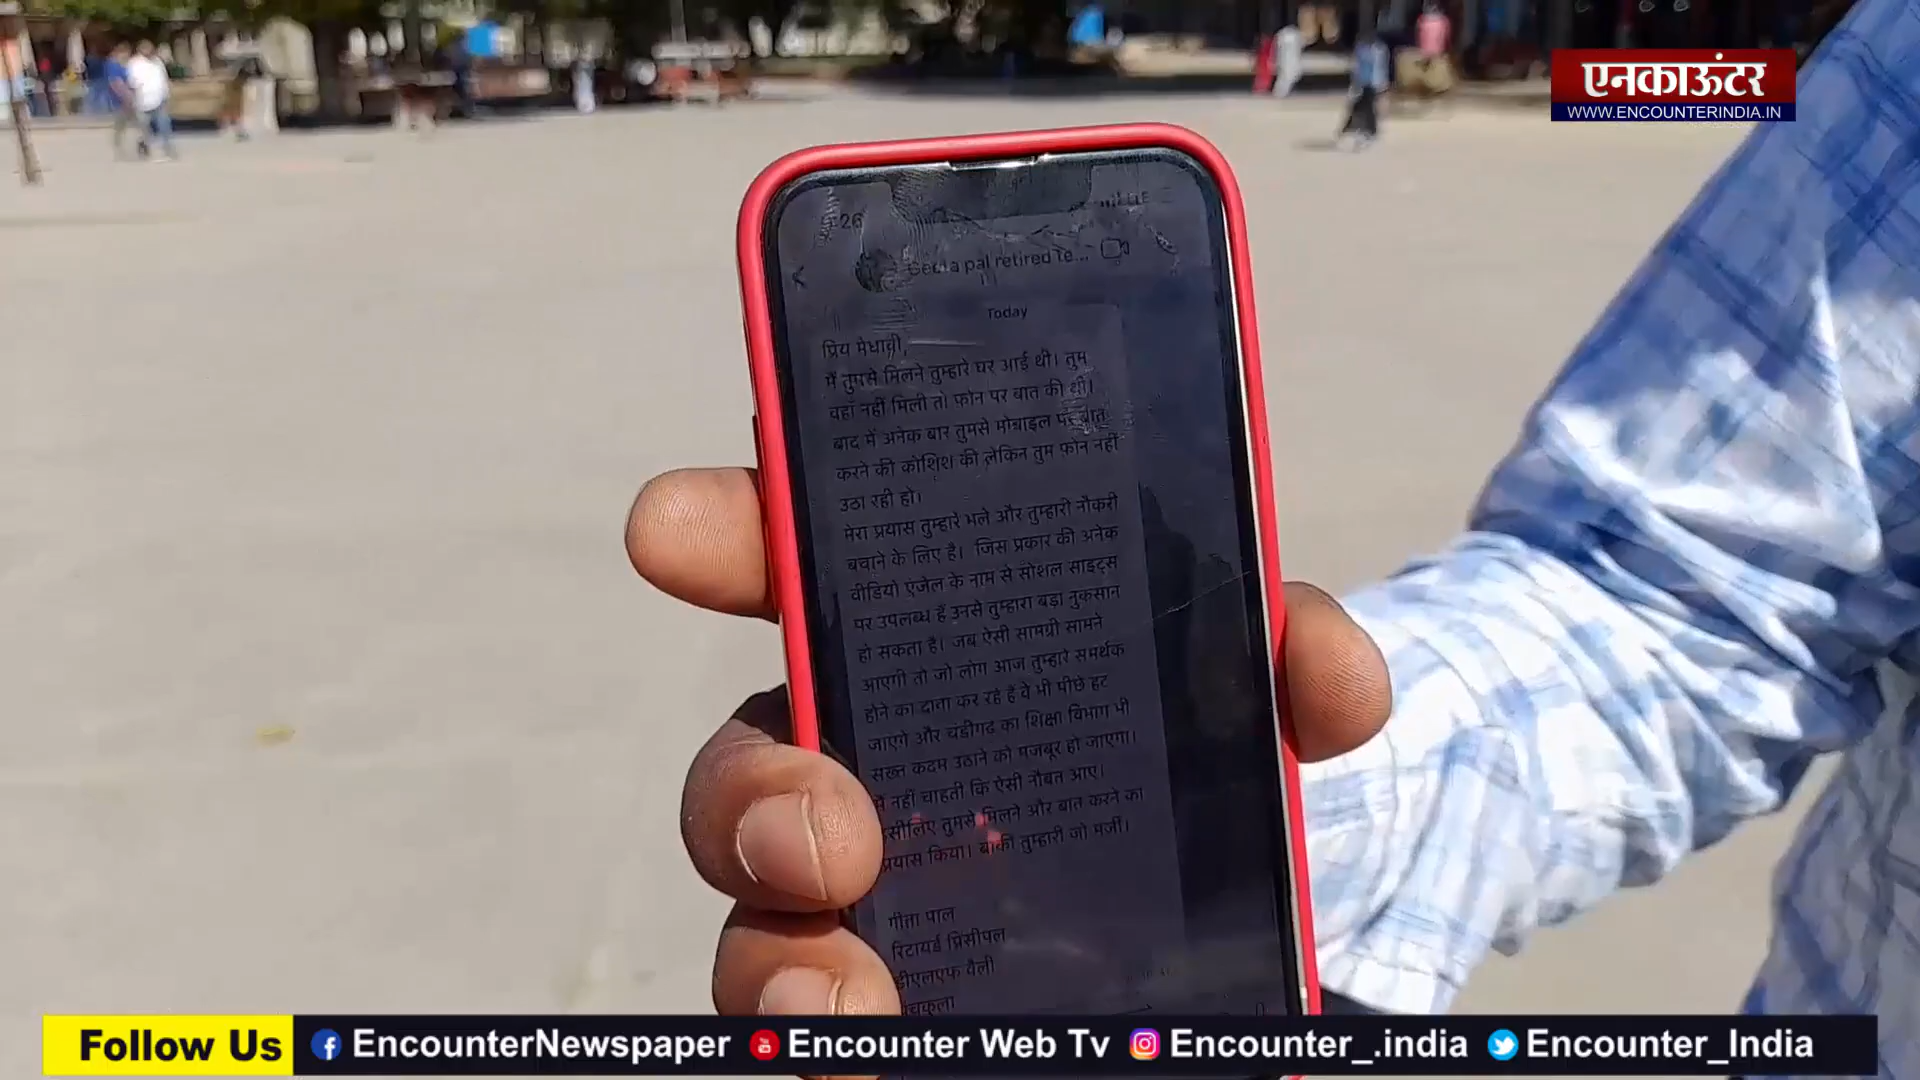 एनकाऊंटर
WWW.ENCOUNTERINDIA.IN
26
pal retired Te...
Today
प्रिय मेधावी,
मैं तुमसे मिलने तुम्हारे घर आई थी। तुम
वहाँ नहीं मिली तो फोन पर बात की थी।
बाद में अनेक बार तुमसे मोबाइल पर बात
करने की कोशिश की लेकिन तुम फोन नहीं
उठा रही हो।
मेरा प्रयास तुम्हारे भले और तुम्हारी नौकरी
बचाने के लिए है। जिस प्रकार की अनेक
वीडियो एंजेल के नाम से सोशल साइट्स
पर उपलब्ध हैं उनसे तुम्हारा बड़ा नुकसान
हो सकता है। जब ऐसी सामग्री सामने
आएगी तो जो लोग आज तुम्हारे समर्थक
होने का दावा कर रहे हैं वे भी पीछे हट
जाएंगे और चंडीगढ का शिक्षा विभाग भी
सख्त कदम उठाने को मजबूर हो जाएगा।
मैं नहीं चाहती कि ऐसी नौबत आए।
इसीलिए तुमसे मिलने और बात करने का
प्रयास किया। बाकी तुम्हारी जो मर्जी।
गीता पाल
रिटायर्ड प्रिंसीपल
डीएलएफ वैली
पंचकुला
Follow Us
EncounterNewspaper
Encounter Web Tv
Encounter_.india
Encounter_India